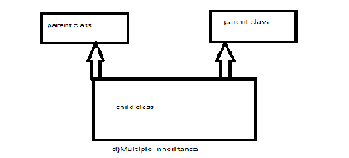 parent class
parent class
child class
d)Multiple inheritance